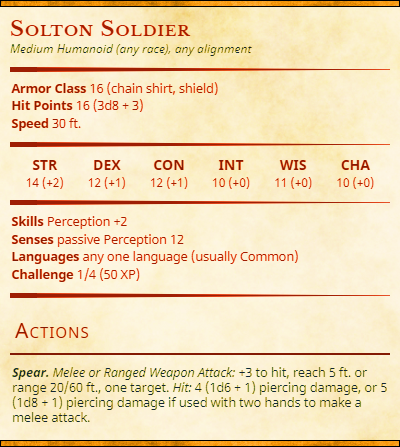 Solton Soldier
Medium Humanoid (any race), any alignment
Armor Class 16 (chain shirt, shield)
Hit Points 16 (3d8 + 3)
Speed 30 ft.
STR DEX CON INT WIS CHA
14 (+2) 12 (+1) 12 (+1) 10 (+0) 11 (+0) 10 (+0)
Skills Perception +2
Senses passive Perception 12
Languages any one language (usually Common)
Challenge 1/4 (50 XP)
Actions
Spear. Melee or Ranged Weapon Attack: +3 to hit, reach 5 ft. or
range 20/60 ft., one target. Hit: 4 (1d6 + 1) piercing damage, or 5
(1d8 + 1) piercing damage if used with two hands to make a
melee attack.